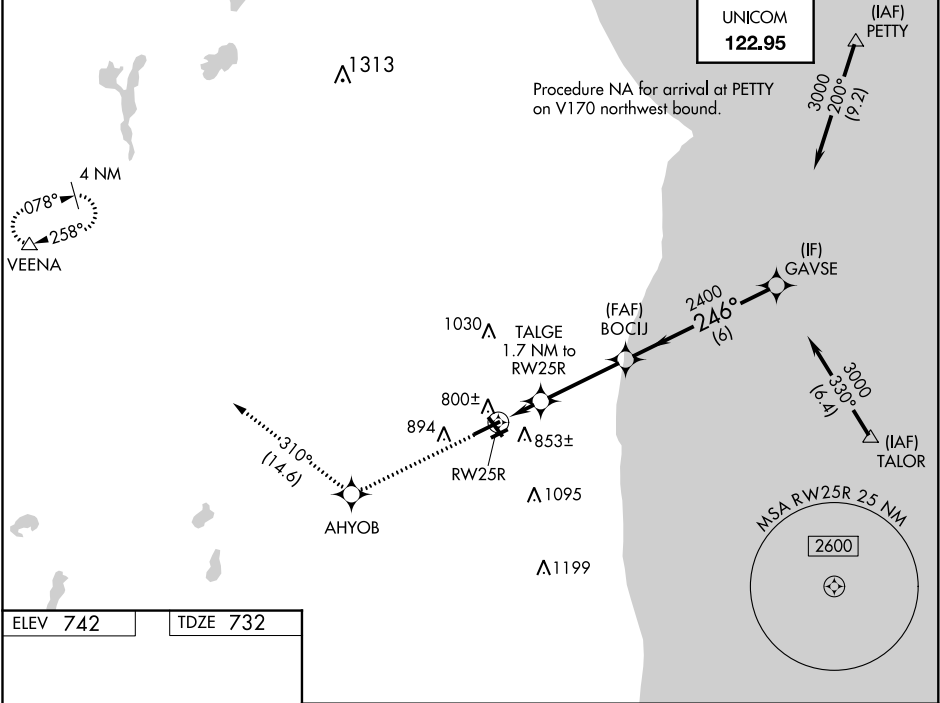 UNICOM
122.95
(IAF)
PETTY
1313
Procedure NA for arrival at PETTY
on V170 northwest bound.
3000
200°
(9.2)
4 NM
078°
258°
VEENA
(IF)
GAVSE
2400
246°
(6)
(FAF)
BOCIJ
1030
TALGE
1.7 NM to
RW25R
3000
330°
(6.4)
800±
894
853±
(IAF)
TALOR
310°
(14.6)
RW25R
1095
AHYOB
MSA RW25R 25 NM
2600
1199
ELEV 742
TDZE 732